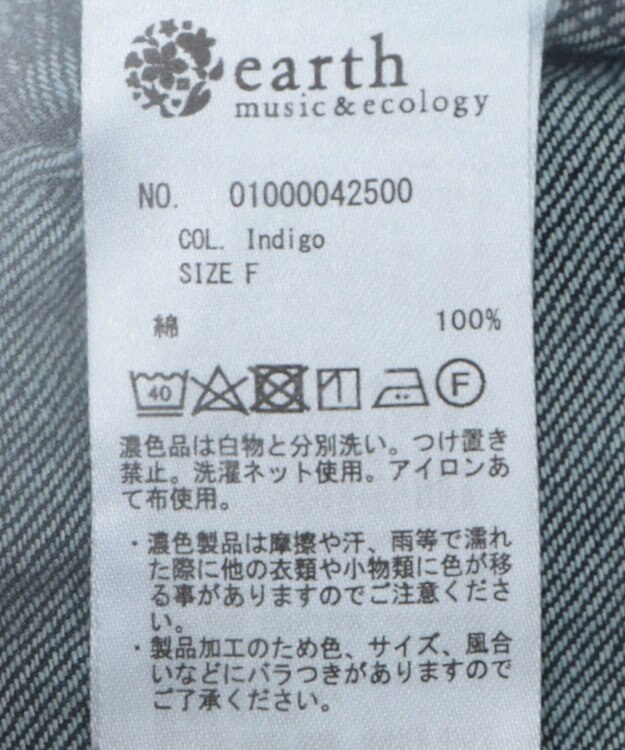 earth
music&ecology
NO. 01000042500
COL. Indigo
SIZE F
綿 100%
40 F
濃色品は白物と分別洗い。つけ置き
禁止。洗濯ネット使用。アイロンあ
て布使用。
・濃色製品は摩擦や汗、雨等で濡れ
た際に他の衣類や小物類に色が移
る事がありますのでご注意くださ
い。
・製品加工のため色、サイズ、風合
いなどにバラつきがありますので
ご了承ください。